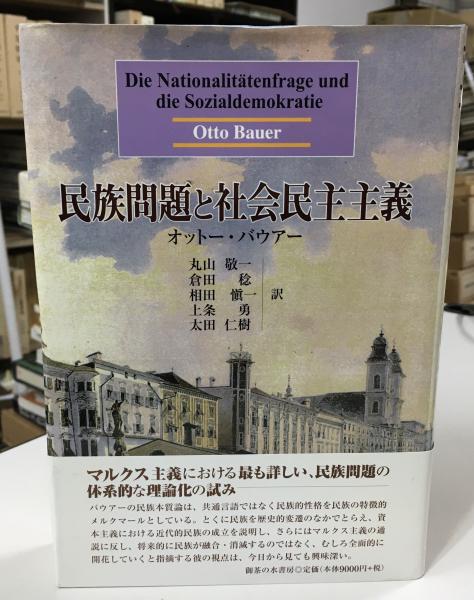 Die Nationalitätenfrage und
die Sozialdemokratie
Otto Bauer
民族問題と社会民主主義
オットー・バウアー
丸山 敬一
倉田 稔
相田 愼一 訳
上条 勇
太田 仁樹
マルクス主義における最も詳しい、民族問題の
体系的な理論化の試み
バウアーの民族本質論は、共通言語ではなく民族的性格を民族の特徴的
メルクマールとしている。とくに民族を歴史的変遷のなかでとらえ、資
本主義における近代的民族の成立を説明し、さらにはマルクス主義の通
説に反し、将来的に民族が融合・消滅するのではなく、むしろ全面的に
開花していくと指摘する彼の視点は、今日から見ても興味深い。
御茶の水書房◎定価(本体9000円+税)